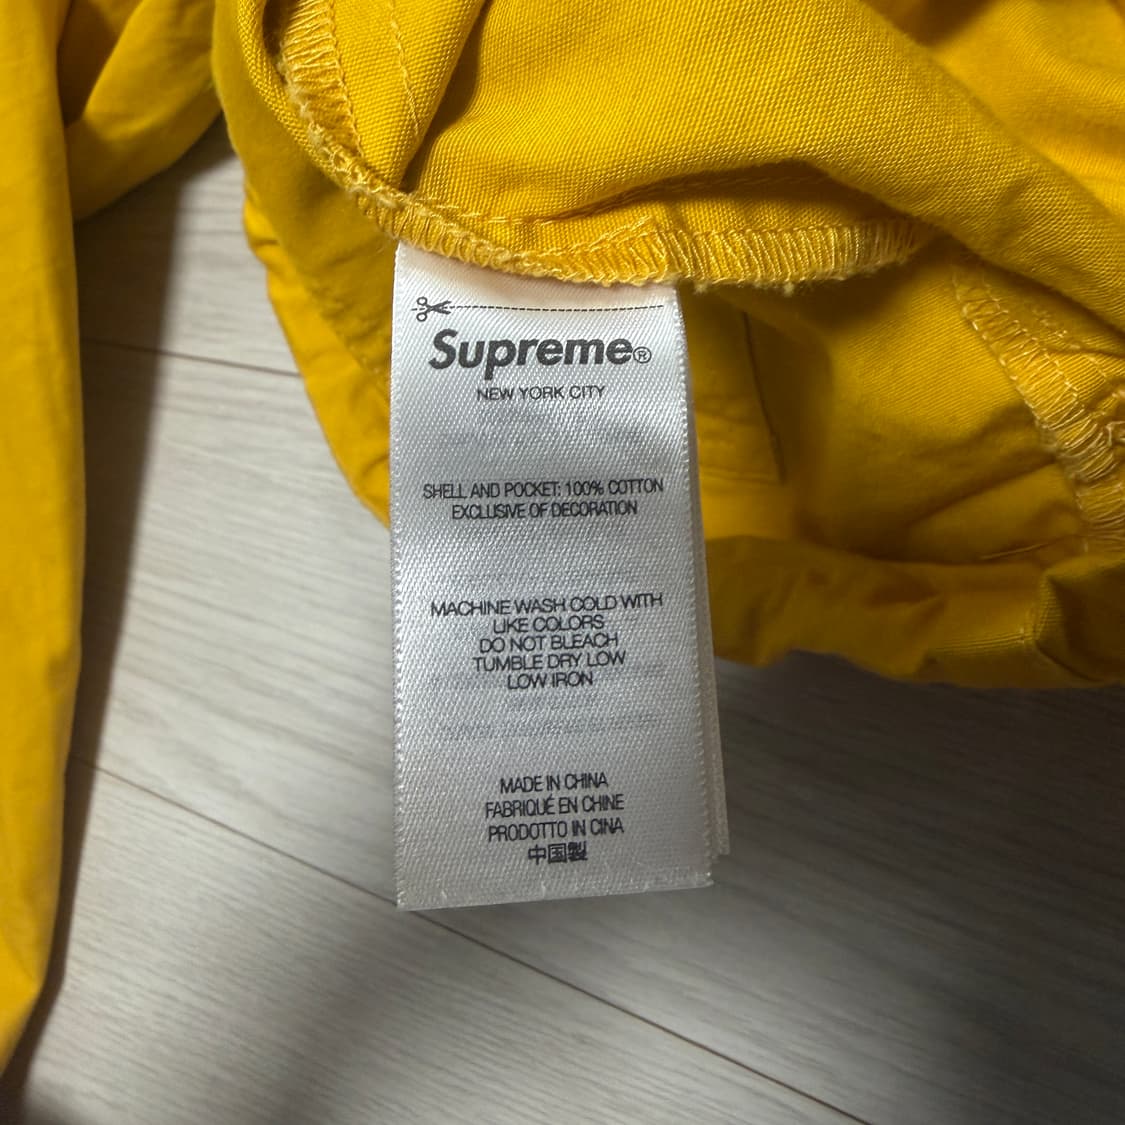 Supreme®
NEW YORK CITY
SHELL AND POCKET: 100% COTTON
EXCLUSIVE OF DECORATION
MACHINE WASH COLD WITH
LIKE COLORS
DO NOT BLEACH
TUMBLE DRY LOW
LOW IRON
MADE IN CHINA
FABRIQUÉ EN CHINE
PRODOTTO IN CINA
中国製